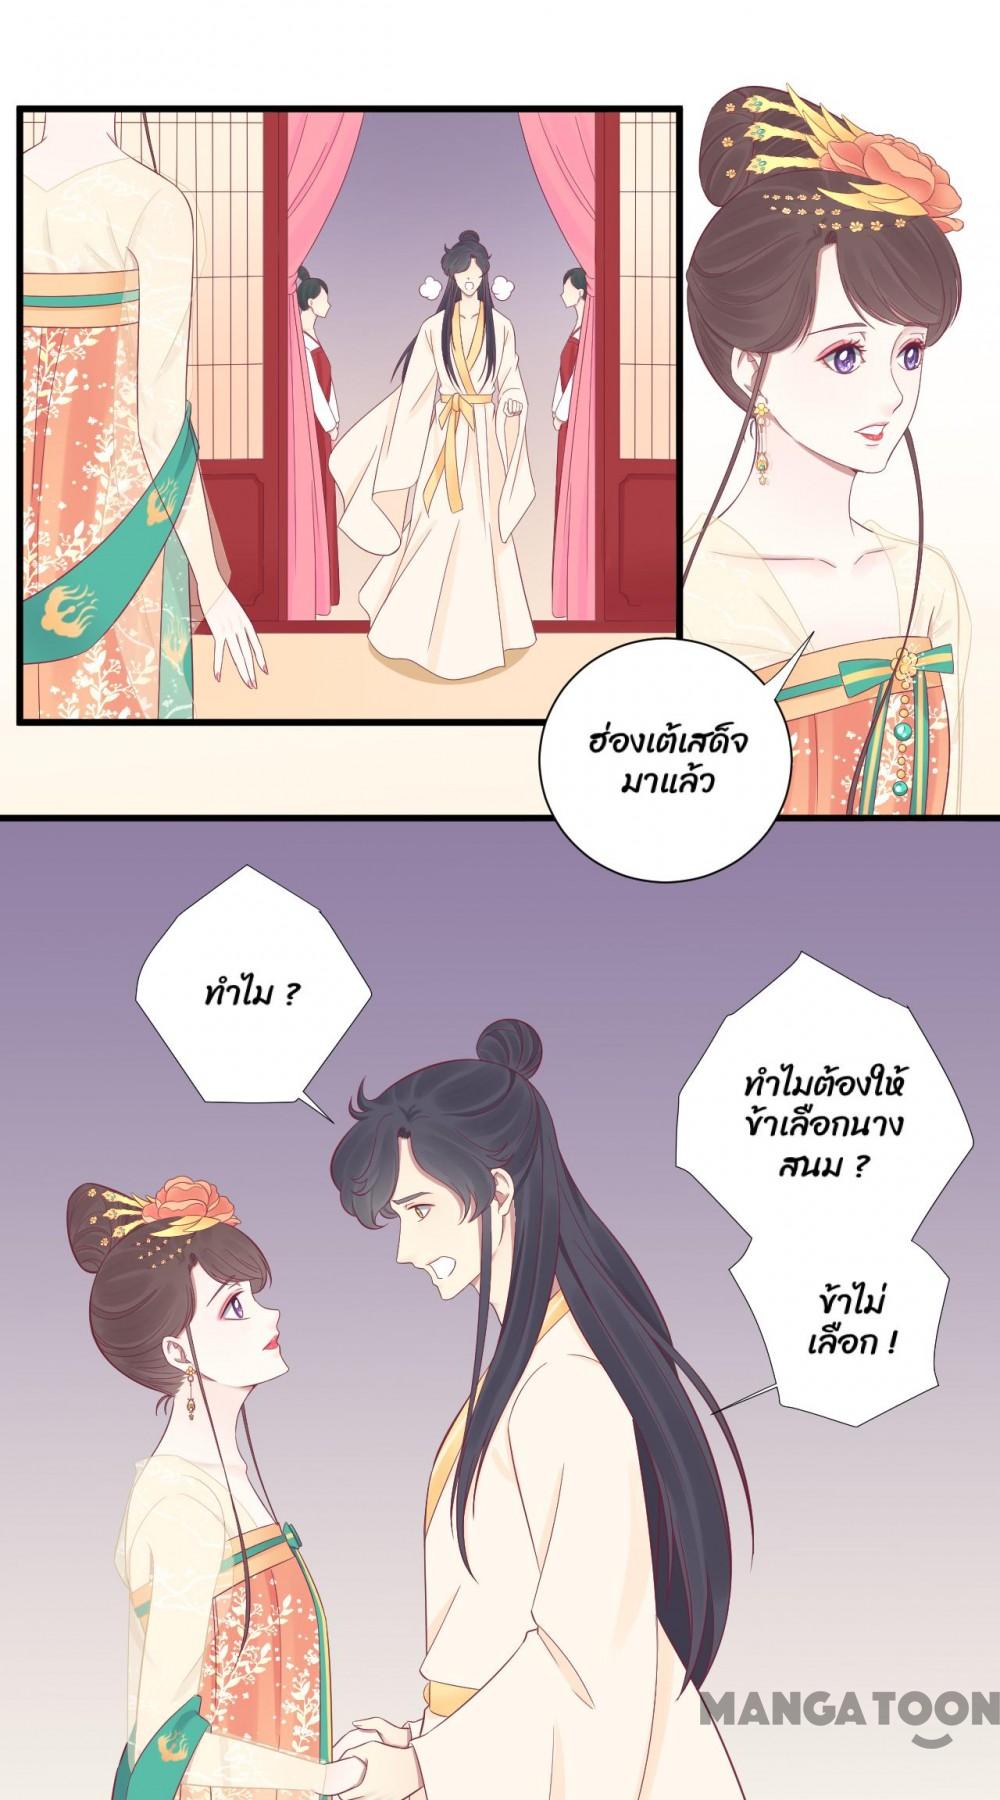 ฮ่องเต้เสด็จ
มาแล้ว
ทำไม ?
ทำไมต้องให้
ข้าเลือกนาง
สนม ?
ข้าไม่
เลือก !
MANGATOON